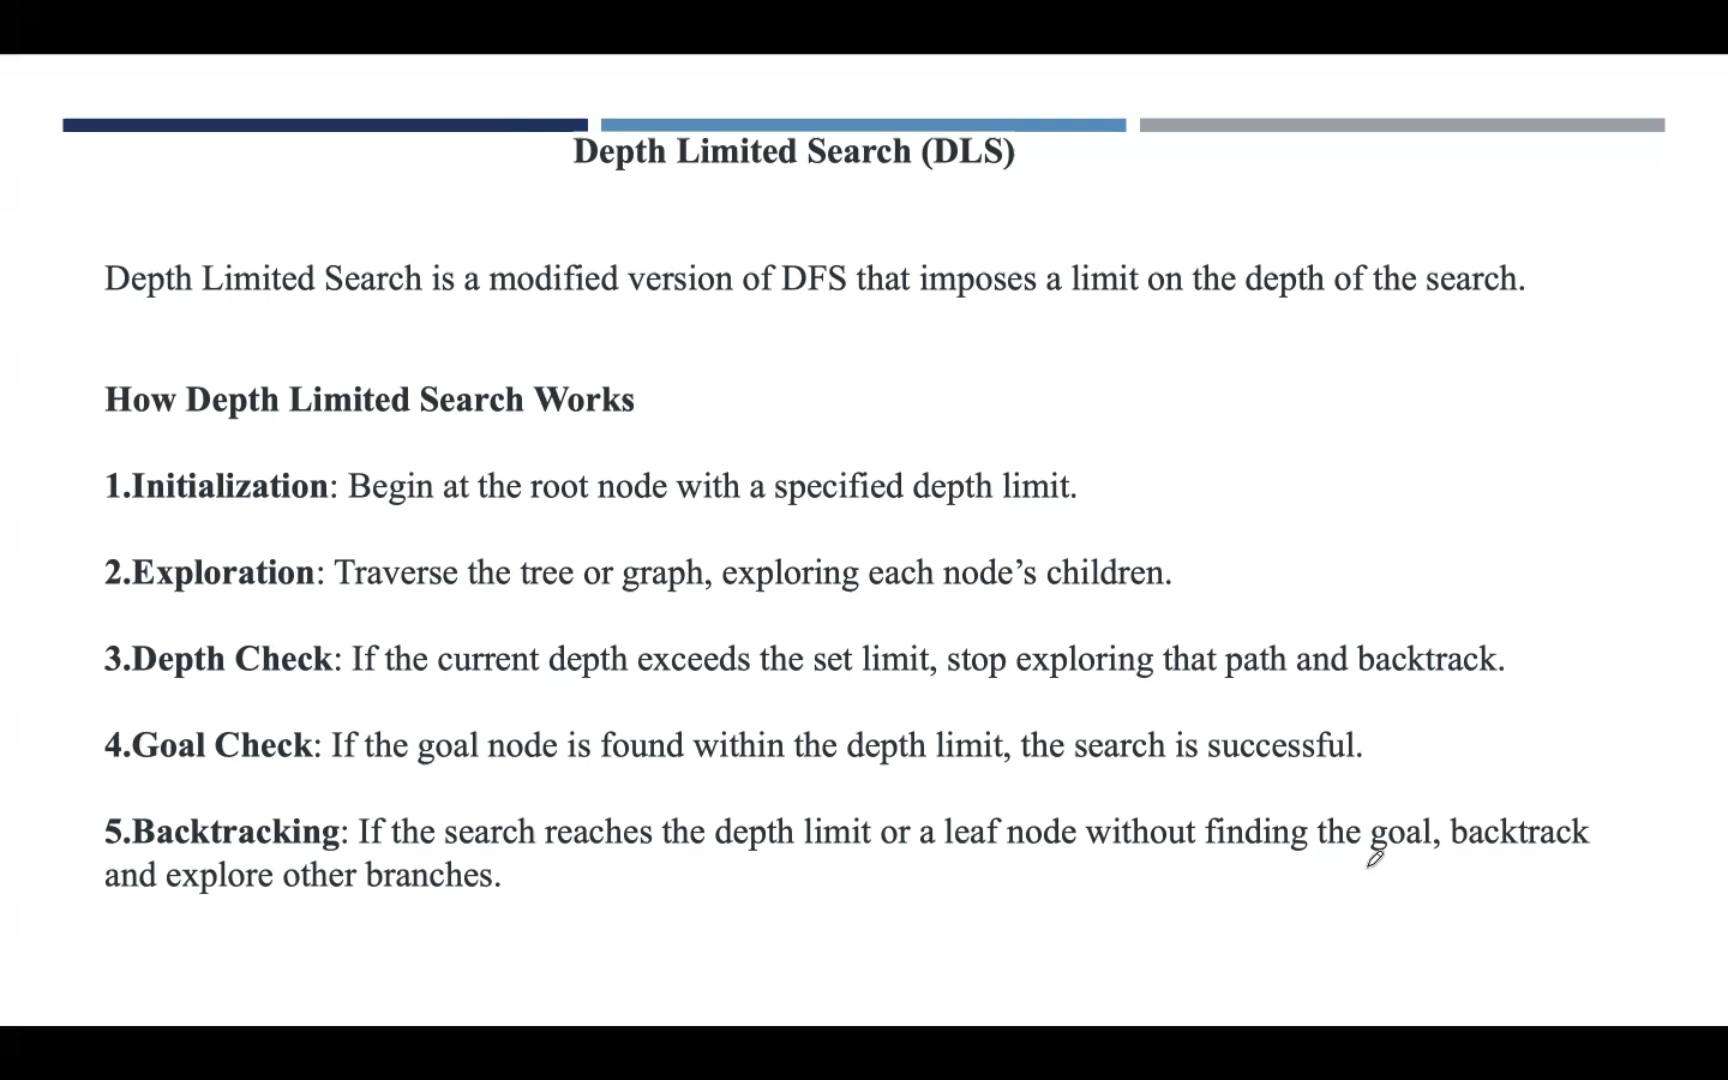 Depth Limited Search (DLS)
Depth Limited Search is a modified version of DFS that imposes a limit on the depth of the search.
How Depth Limited Search Works
1.Initialization: Begin at the root node with a specified depth limit.
2.Exploration: Traverse the tree or graph, exploring each node’s children.
3.Depth Check: If the current depth exceeds the set limit, stop exploring that path and backtrack.
4.Goal Check: If the goal node is found within the depth limit, the search is successful.
5.Backtracking: If the search reaches the depth limit or a leaf node without finding the goal, backtrack
and explore other branches.